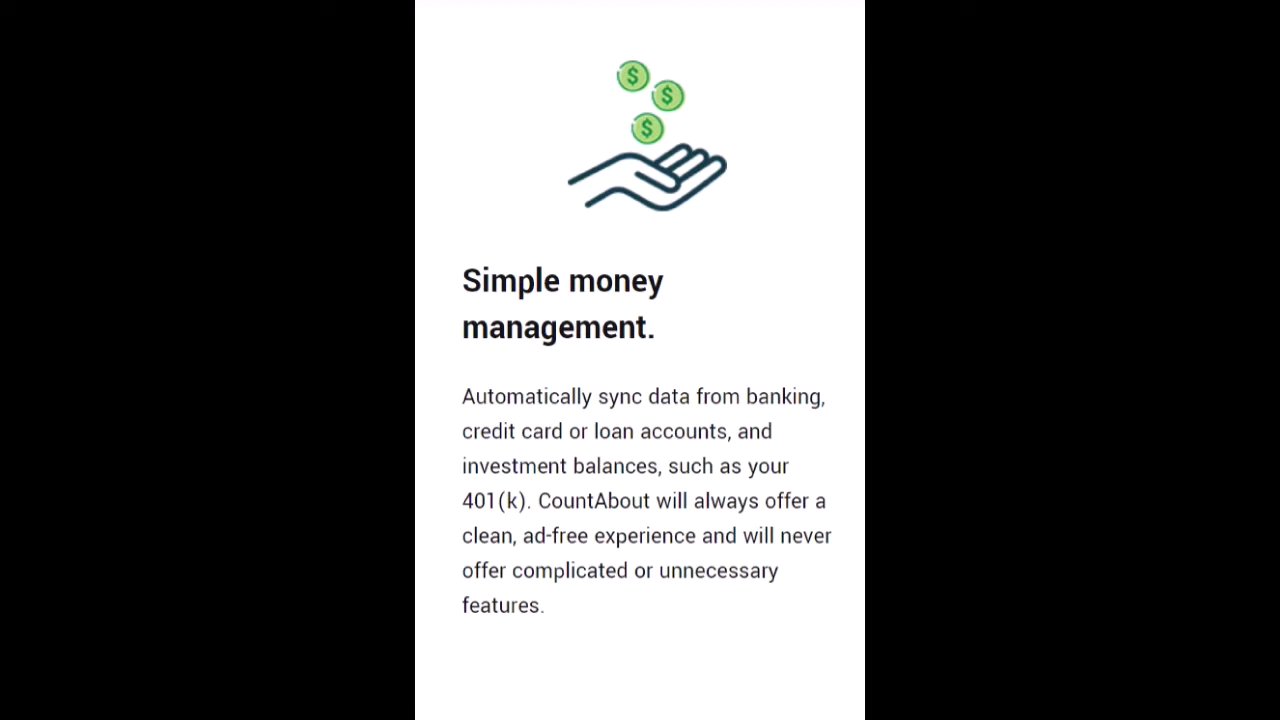 $
$
$
Simple money
management.
Automatically sync data from banking,
credit card or loan accounts, and
investment balances, such as your
401(k). CountAbout will always offer a
clean, ad-free experience and will never
offer complicated or unnecessary
features.